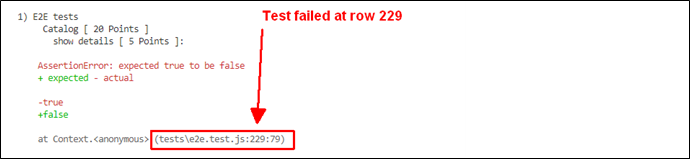 Test failed at row 229
1) E2E tests
Catalog [ 20 Points ]
show details [ 5 Points ]:
AssertionError: expected true to be false
+ expected - actual
-true
+false
at Context.<anonymous> (tests\e2e.test.js:229:79)